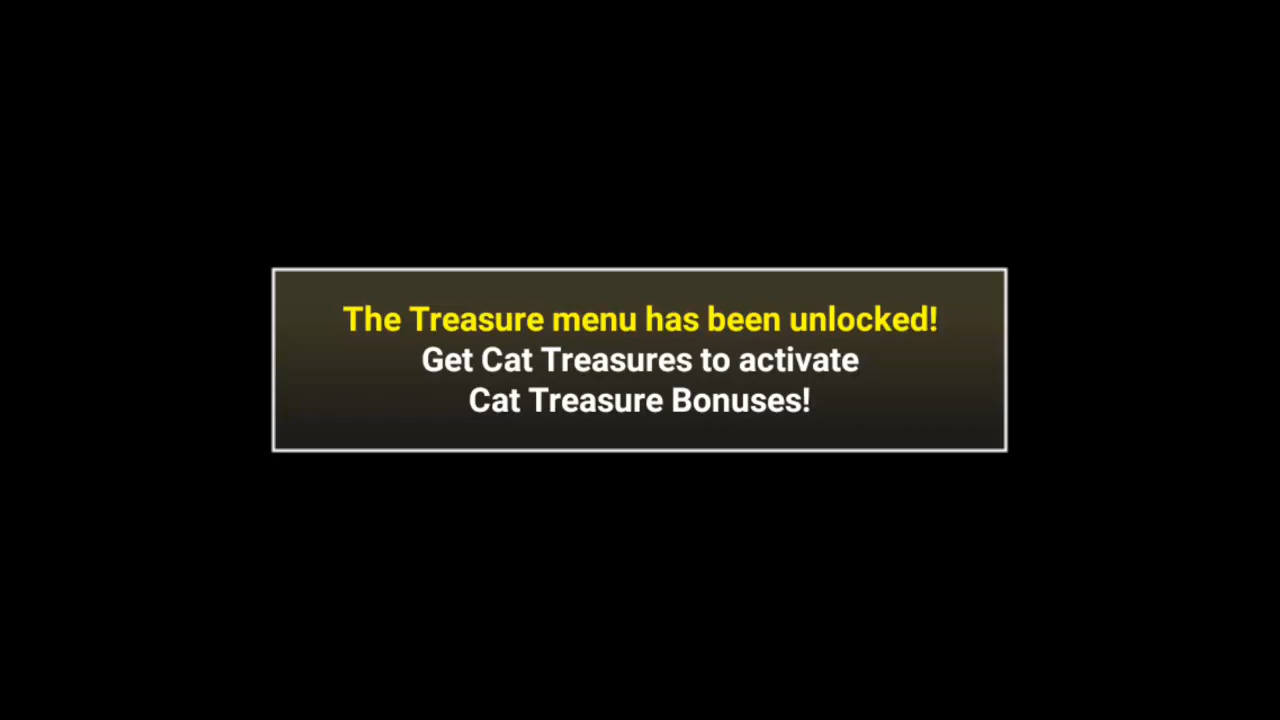 The Treasure menu has been unlocked!
Get Cat Treasures to activate
Cat Treasure Bonuses!